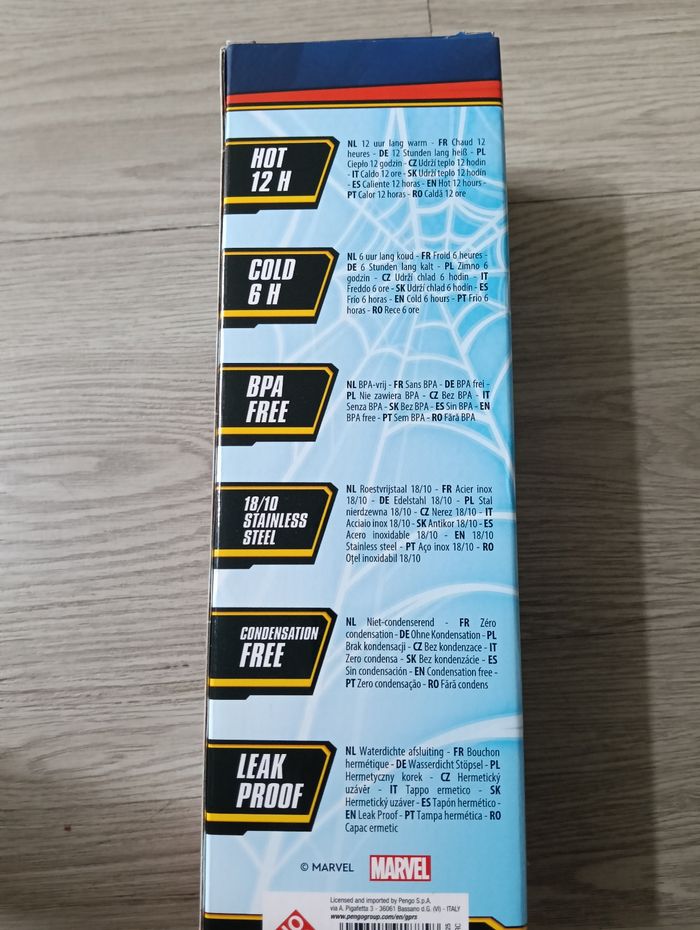 HOT
12 H
NL 12 uur lang warm - FR Chaud 12
heures - DE 12 Stunden lang heiß - PL
Ciepło 12 godzin - CZ Udrží teplo 12 hodin
- IT Caldo 12 ore - SK Udrží teplo 12 hodín
- ES Caliente 12 horas - EN Hot 12 hours -
PT Calor 12 horas - RO Caldă 12 ore
COLD
6 H
NL 6 uur lang koud - FR Froid 6 heures -
DE 6 Stunden lang kalt - PL Zimno 6
godzin - CZ Udrží chlad 6 hodin - IT
Freddo 6 ore - SK Udrží chlad 6 hodín - ES
Frío 6 horas - EN Cold 6 hours - PT Frio 6
horas - RO Rece 6 ore
BPA
FREE
NL BPA-vrij - FR Sans BPA - DE BPA frei -
PL Nie zawiera BPA - CZ Bez BPA - IT
Senza BPA - SK Bez BPA - ES Sin BPA - EN
BPA free - PT Sem BPA - RO Fără BPA
18/10
STAINLESS
STEEL
NL Roestvrijstaal 18/10 - FR Acier inox
18/10 - DE Edelstahl 18/10 - PL Stal
nierdzewna 18/10 - CZ Nerez 18/10 - IT
Acciaio inox 18/10 - SK Antikor 18/10 - ES
Acero inoxidable 18/10 - EN 18/10
Stainless steel - PT Aço inox 18/10 - RO
Oțel inoxidabil 18/10
CONDENSATION
FREE
NL Niet-condenserend - FR Zéro
condensation - DE Ohne Kondensation - PL
Brak kondensacji - CZ Bez kondenzace - IT
Zero condensa - SK Bez kondenzácie - ES
Sin condensación - EN Condensation free -
PT Zero condensação - RO Fără condens
LEAK
PROOF
NL Waterdichte afsluiting - FR Bouchon
hermétique - DE Wasserdicht Stöpsel - PL
Hermetyczny korek - CZ Hermetický
uzávěr - IT Tappo ermetico - SK
Hermetický uzáver - ES Tapón hermético -
EN Leak Proof - PT Tampa hermética - RO
Capac ermetic
© MARVEL MARVEL
Licensed and imported by Pengo S.p.A.
via A. Pigafetta 3 - 36061 Bassano d.G. (VI) - ITALY
www.pengogroup.com/en/gprs